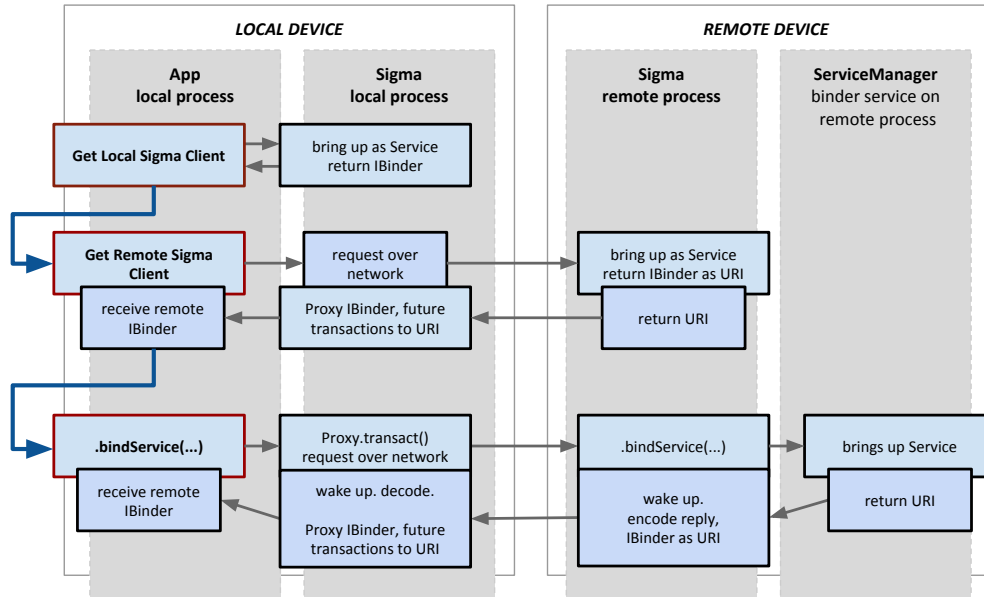 LOCAL DEVICE
REMOTE DEVICE
App
local process
Sigma
local process
Sigma
remote process
ServiceManager
binder service on
remote process
Get Local Sigma Client
bring up as Service
return IBinder
Get Remote Sigma
Client
request over
network
bring up as Service
return IBinder as URI
receive remote
IBinder
Proxy IBinder, future
transactions to URI
return URI
.bindService(...)
Proxy.transact()
request over network
.bindService(...)
brings up Service
receive remote
IBinder
wake up. decode.
Proxy IBinder, future
transactions to URI
wake up.
encode reply,
IBinder as URI
return URI